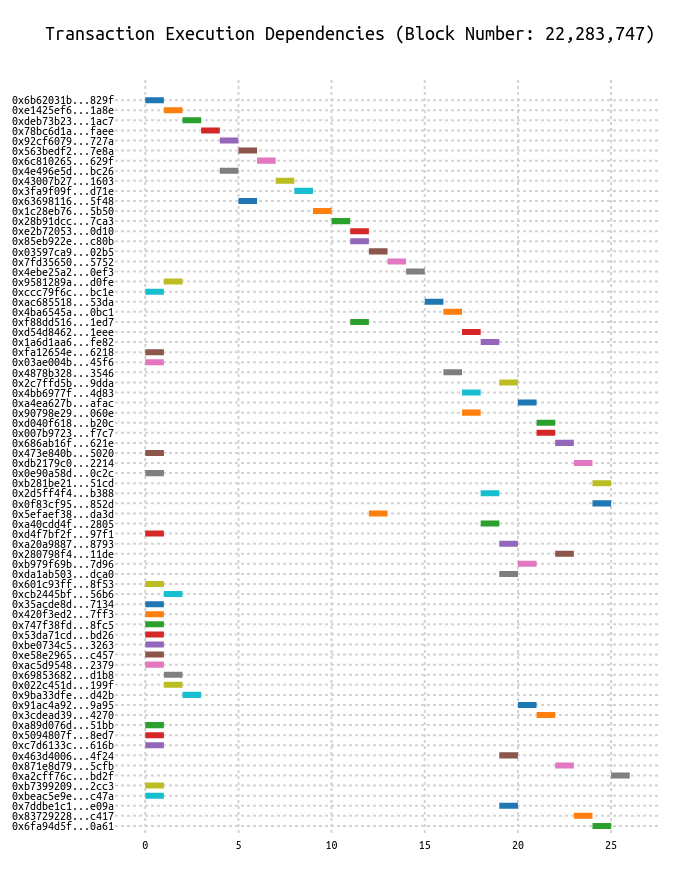 Transaction Execution Dependencies (Block Number: 22,283,747)
0x6b62031b...829f
0xe1425ef6...1a8e
0xdeb73b23...1ac7
0x78bc6d1a...faee
0x92cf6079...727a
0x563bedf2...7e8a
0x6c810265...629f
0x4e496e5d...bc26
0x43007b27...1603
0x3fa9f09f...d71e
0x63698116...5f48
0x1c28eb76...5b50
0x28b91dcc...7ca3
0xe2b72053...0d10
0x85eb922e...c80b
0x03597ca9...02b5
0x7fd35650...5752
0x4ebe25a2...0ef3
0x9581289a...d0fe
0xccc79f6c...bc1e
0xac685518...53da
0x4ba6545a...0bc1
0xf88dd516...1ed7
0xd54d8462...1eee
0x1a6d1aa6...fe82
0xfa12654e...6218
0x03ae004b...45f6
0x4878b328...3546
0x2c7ffd5b...9dda
0x4bb6977f...4d83
0xa4ea627b...afac
0x90798e29...060e
0xd040f618...b20c
0x007b9723...f7c7
0x686ab16f...621e
0x473e840b...5020
0xdb2179c0...2214
0x0e90a58d...0c2c
0xb281be21...51cd
0x2d5ff4f4...b388
0x0f83cf95...852d
0x5efaef38...da3d
0xa40cdd4f...2805
0xd4f7bf2f...97f1
0xa20a9887...8793
0x280798f4...11de
0xb979f69b...7d96
0xda1ab503...dca0
0x601c93ff...8f53
0xcb2445bf...56b6
0x35acde8d...7134
0x420f3ed2...7ff3
0x747f38fd...8fc5
0x53da71cd...bd26
0xbe0734c5...3263
0xe58e2965...c457
0xac5d9548...2379
0x69853682...d1b8
0x022c451d...199f
0x9ba33dfe...d42b
0x91ac4a92...9a95
0x3cdead39...4270
0xa89d076d...51bb
0x5094807f...8ed7
0xc7d6133c...616b
0x463d4006...4f24
0x871e8d79...5cfb
0xa2cff76c...bd2f
0xb7399209...2cc3
0xbeac5e9e...c47a
0x7ddbe1c1...e09a
0x83729228...c417
0x6fa94d5f...0a61
0 5 10 15 20 25